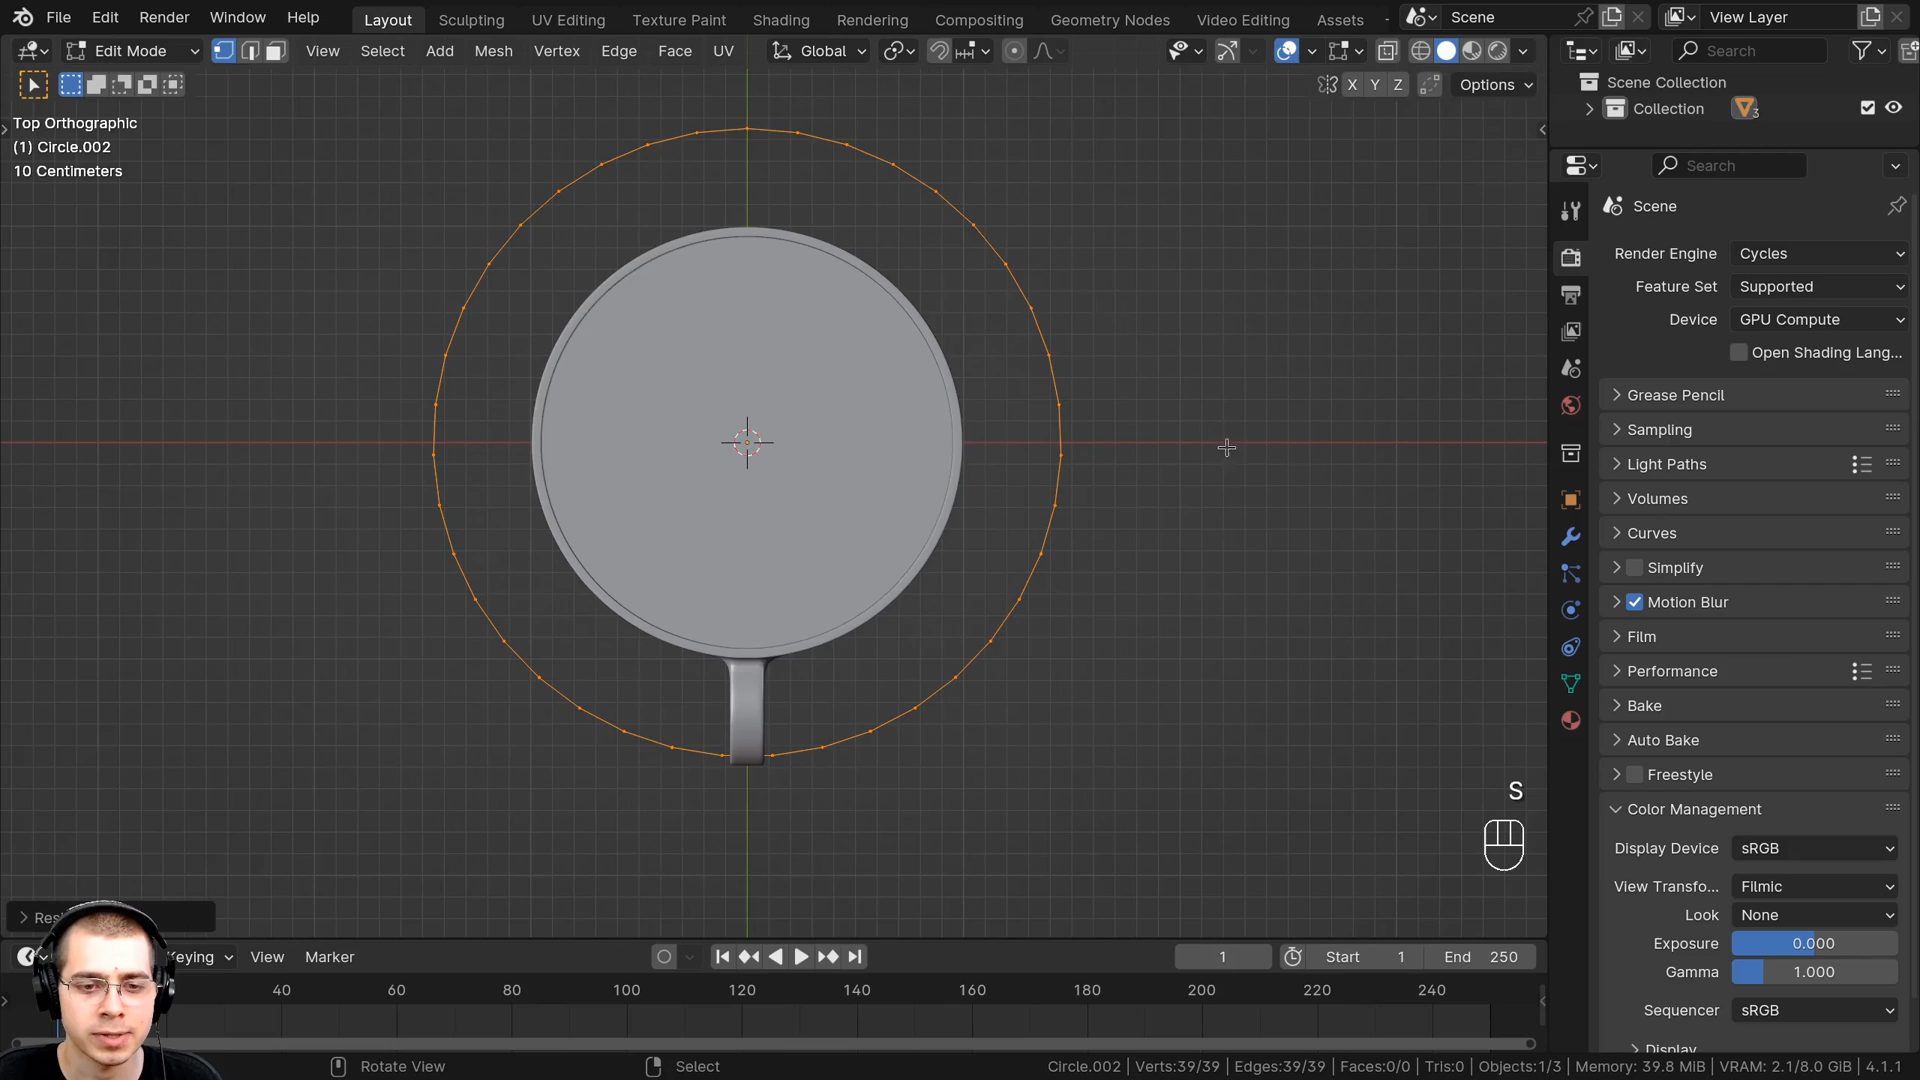 File Edit Render Window Help Layout Sculpting UV Editing Texture Paint Shading Rendering Compositing Geometry Nodes Video Editing Assets Scene View Layer
Edit Mode View Select Add Mesh Vertex Edge Face UV Global Search
X Y Z Options
Scene Collection
Collection 3
Top Orthographic
(1) Circle.002
10 Centimeters
Search
Scene
Render Engine Cycles
Feature Set Supported
Device GPU Compute
Open Shading Lang...
Grease Pencil
Sampling
Light Paths
Volumes
Curves
Simplify
Motion Blur
Film
Performance
Bake
Auto Bake
Freestyle
Color Management
Display Device sRGB
View Transfo... Filmic
Look None
Exposure 0.000
Gamma 1.000
Sequencer sRGB
Display
S
Keying View Marker 1 Start 1 End 250
40 60 80 100 120 140 160 180 200 220 240
Rotate View Select Circle.002 | Verts:39/39 | Edges:39/39 | Faces:0/0 | Tris:0 | Objects:1/3 | Memory: 39.8 MiB | VRAM: 2.1/8.0 GiB | 4.1.1